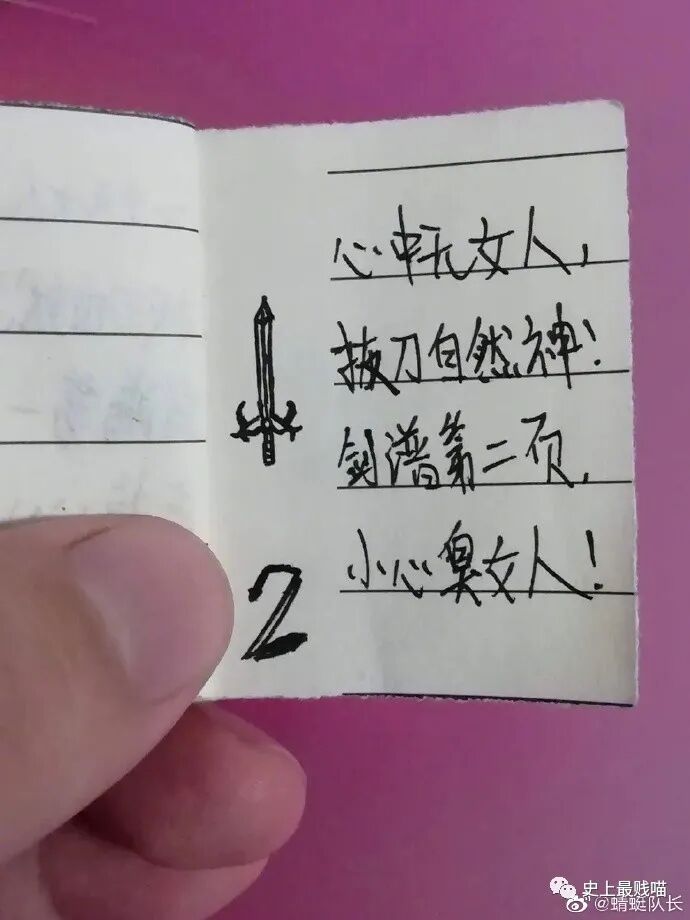 心中无女人,
拔刀自然神!
剑谱第二页,
小心臭女人!
2
史上最贱喵
@蜻蜓队长